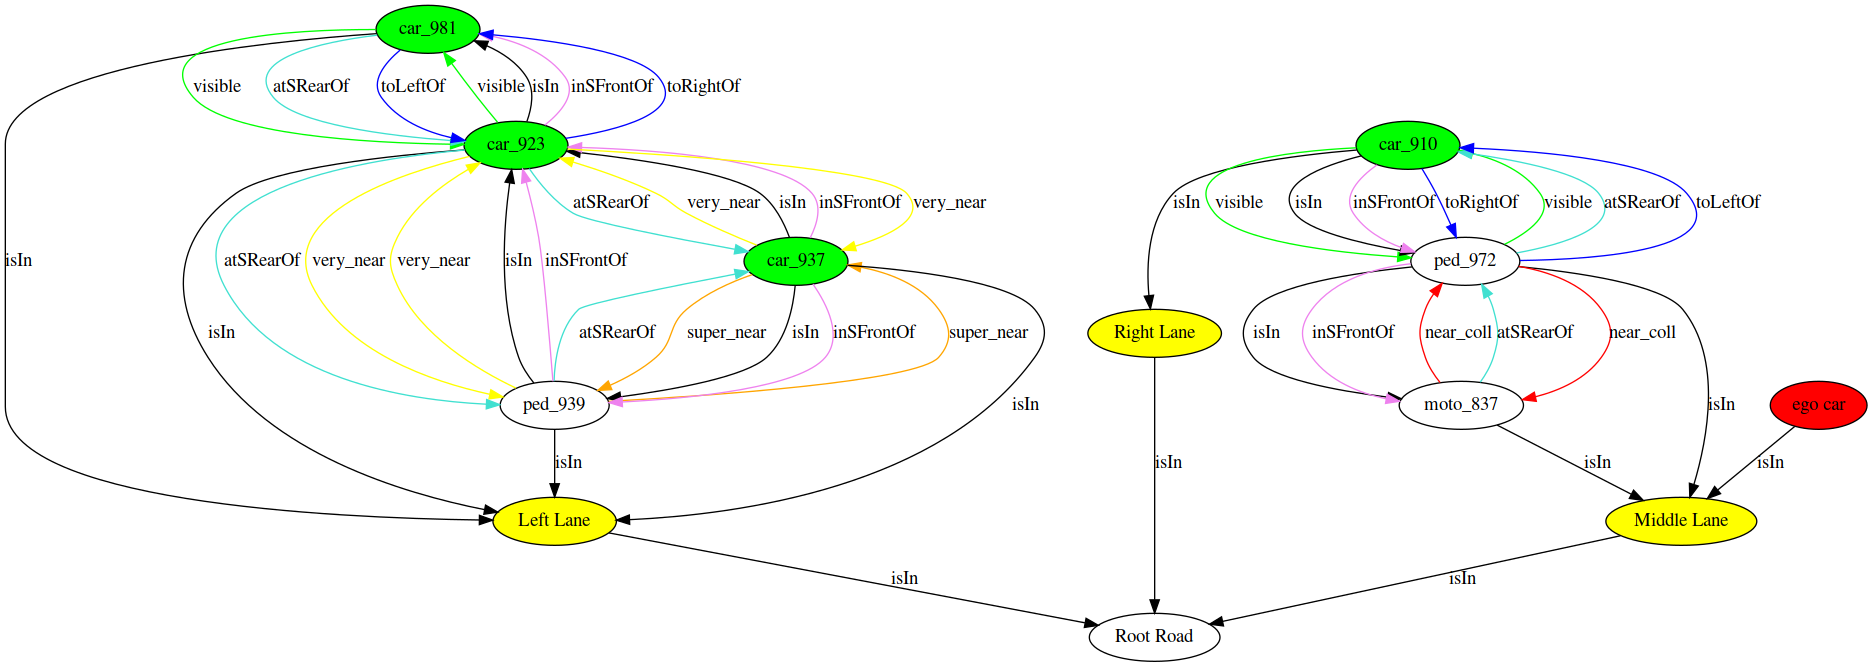 car_981
visible
atSRearOf
toLeftOf
visible
isIn
inSFrontOf
toRightOf
car_923
car_910
atSRearOf
very_near
isIn
inSFrontOf
very_near
isIn
visible
isIn
inSFrontOf
toRightOf
visible
atSRearOf
toLeftOf
isIn
atSRearOf
very_near
very_near
isIn
inSFrontOf
car_937
ped_972
isIn
atSRearOf
super_near
isIn
inSFrontOf
super_near
Right Lane
isIn
inSFrontOf
near_coll
atSRearOf
near_coll
ped_939
isIn
moto_837
isIn
ego car
isIn
isIn
isIn
isIn
Left Lane
Middle Lane
isIn
isIn
Root Road